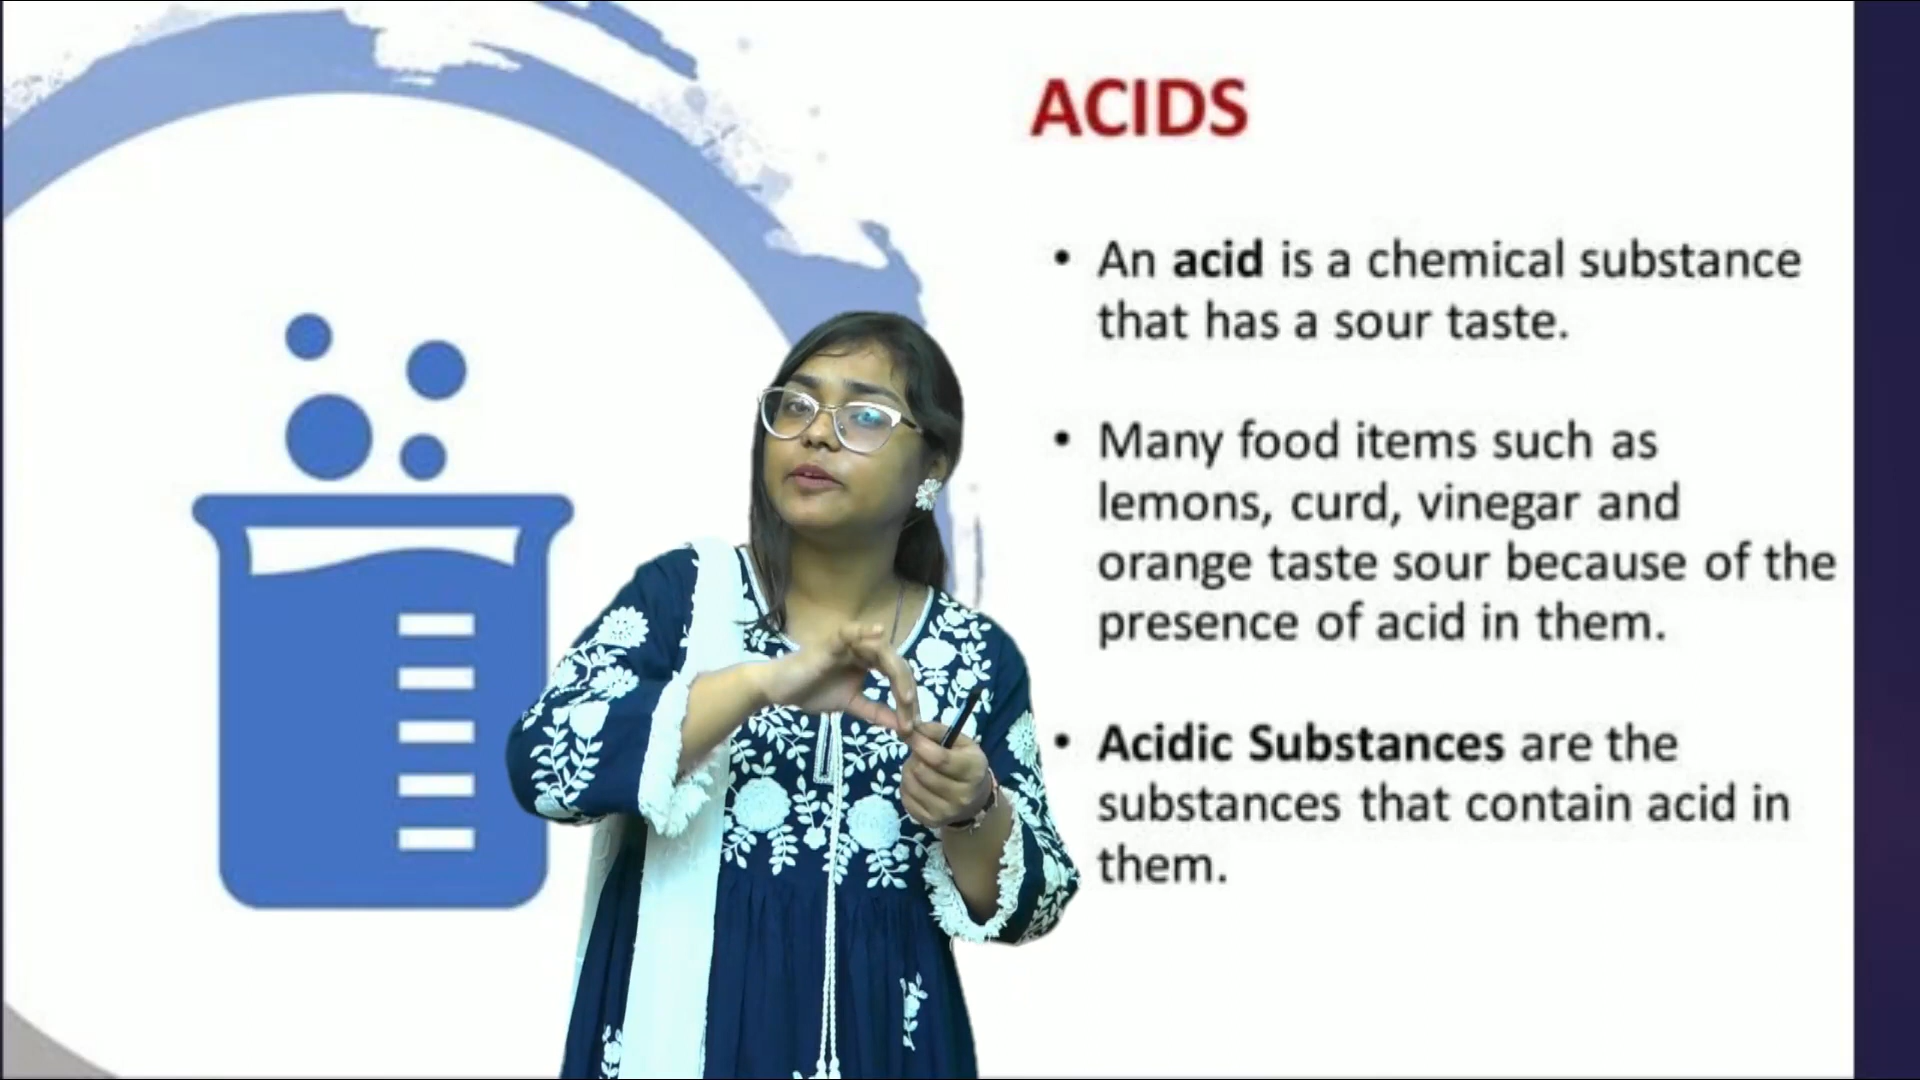 ACIDS
• An acid is a chemical substance
that has a sour taste.
• Many food items such as
lemons, curd, vinegar and
orange taste sour because of the
presence of acid in them.
• Acidic Substances are the
substances that contain acid in
them.